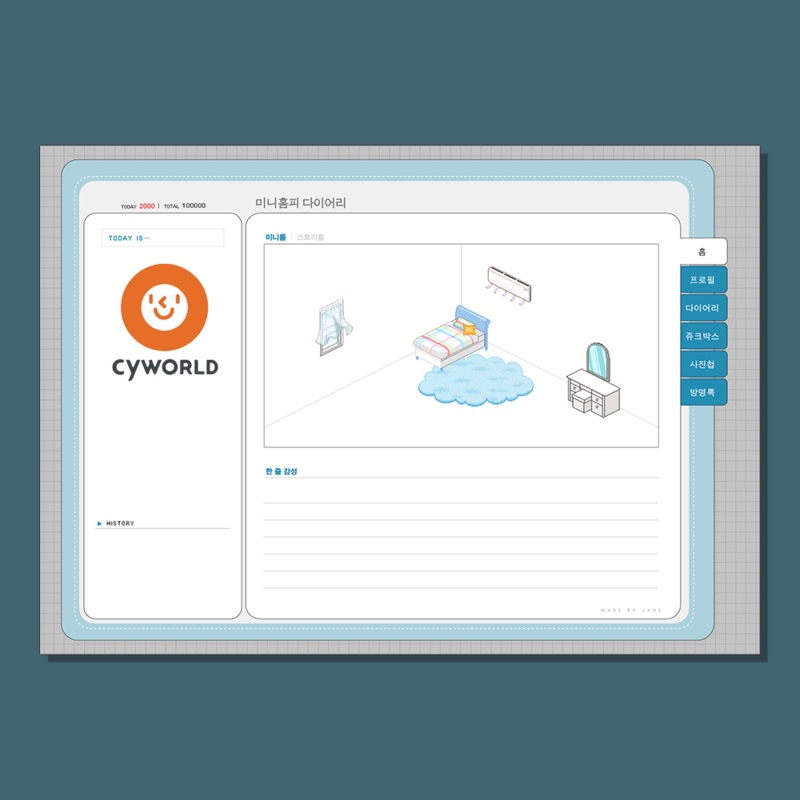 TODAY 2000 | TOTAL 100000
미니홈피 다이어리
TODAY IS…
CYWORLD
▶ HISTORY
미니룸 | 스토리룸
한 줄 감성
MADE BY JANE
홈
프로필
다이어리
쥬크박스
사진첩
방명록